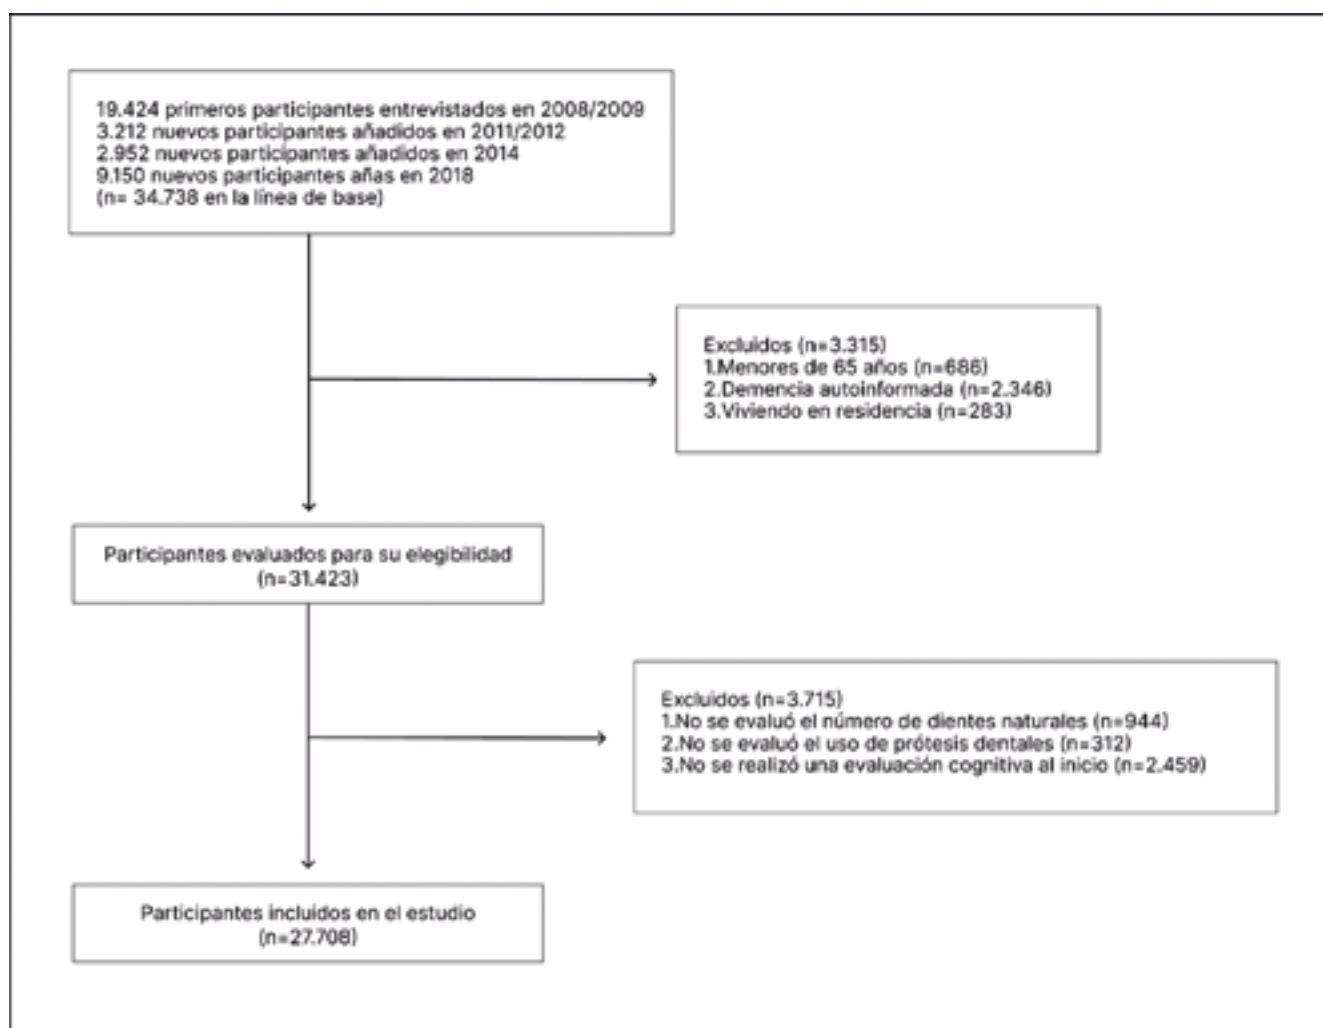 19.424 primeros participantes entrevistados en 2008/2009
3.212 nuevos participantes añadidos en 2011/2012
2.952 nuevos participantes añadidos en 2014
9.150 nuevos participantes añas en 2018
(n= 34.738 en la línea de base)
Excluidos (n=3.315)
1.Menores de 65 años (n=686)
2.Demencia autoinformada (n=2.346)
3.Viviendo en residencia (n=283)
Participantes evaluados para su elegibilidad
(n=31.423)
Excluidos (n=3.715)
1.No se evaluó el número de dientes naturales (n=944)
2.No se evaluó el uso de prótesis dentales (n=312)
3.No se realizó una evaluación cognitiva al inicio (n=2.459)
Participantes incluidos en el estudio
(n=27.708)